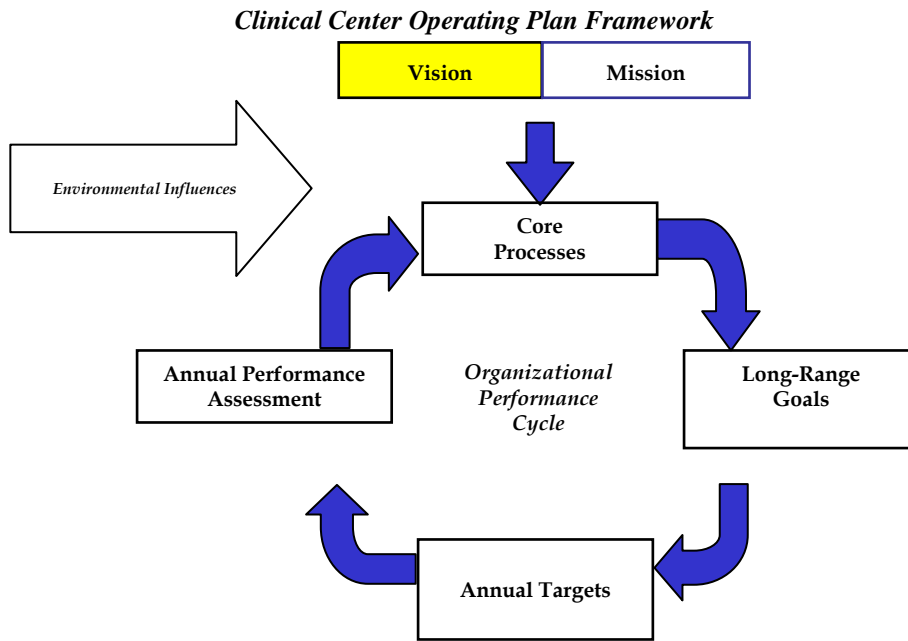 Clinical Center Operating Plan Framework
Vision
Mission
Environmental Influences
Core
Processes
Annual Performance
Assessment
Organizational
Performance
Cycle
Long-Range
Goals
Annual Targets